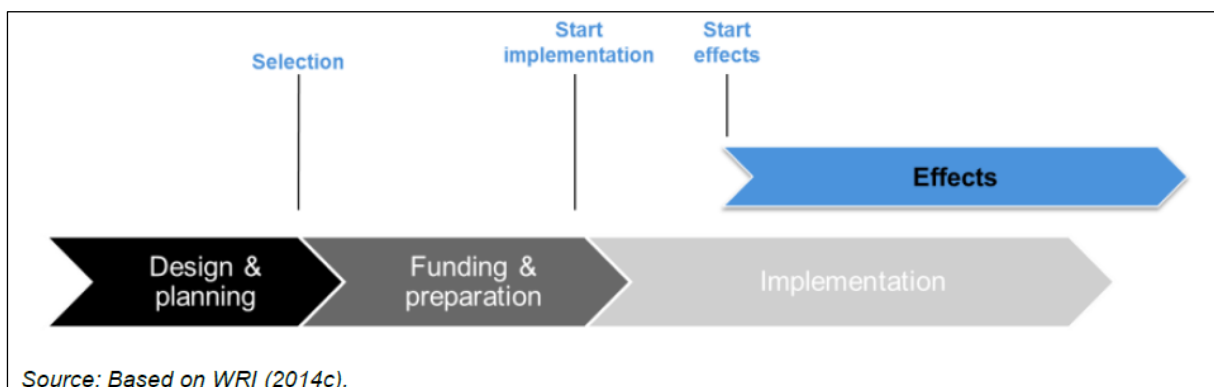 Selection
Start
implementation
Start
effects
Effects
Design &
planning
Funding &
preparation
Implementation
Source: Based on WRI (2014c).